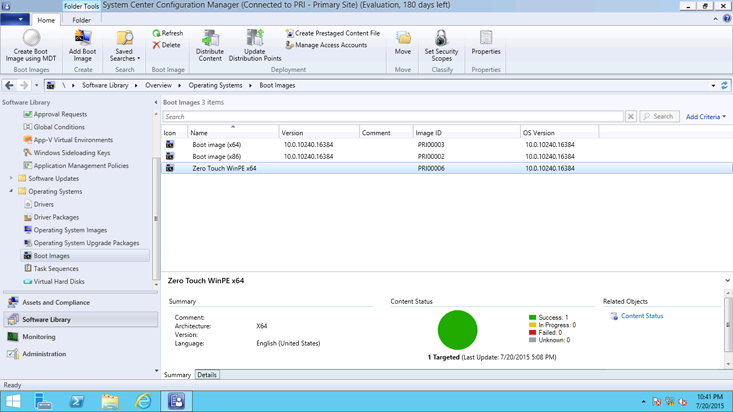 Folder Tools System Center Configuration Manager (Connected to PRI - Primary Site) (Evaluation, 180 days left)
Home Folder
Create Boot Image using MDT
Boot Images
Add Boot Image
Create
Saved Searches
Search
Refresh
Delete
Boot Image
Distribute Content
Update Distribution Points
Create Prestaged Content File
Manage Access Accounts
Deployment
Move
Move
Set Security Scopes
Classify
Properties
Properties
\ Software Library Overview Operating Systems Boot Images
Software Library
Approval Requests
Global Conditions
App-V Virtual Environments
Windows Sideloading Keys
Application Management Policies
Software Updates
Operating Systems
Drivers
Driver Packages
Operating System Images
Operating System Upgrade Packages
Boot Images
Task Sequences
Virtual Hard Disks
Assets and Compliance
Software Library
Monitoring
Administration
Boot Images 3 items
Search Search Add Criteria
Icon Name Version Comment Image ID OS Version
Boot image (x64) 10.0.10240.16384 PRI00003 10.0.10240.16384
Boot image (x86) 10.0.10240.16384 PRI00002 10.0.10240.16384
Zero Touch WinPE x64 PRI00006 10.0.10240.16384
Zero Touch WinPE x64
Summary
Comment:
Architecture: X64
Version:
Language: English (United States)
Content Status
Success: 1
In Progress: 0
Failed: 0
Unknown: 0
1 Targeted (Last Update: 7/20/2015 5:08 PM)
Related Objects
Content Status
Summary Details
Ready
10:41 PM
7/20/2015